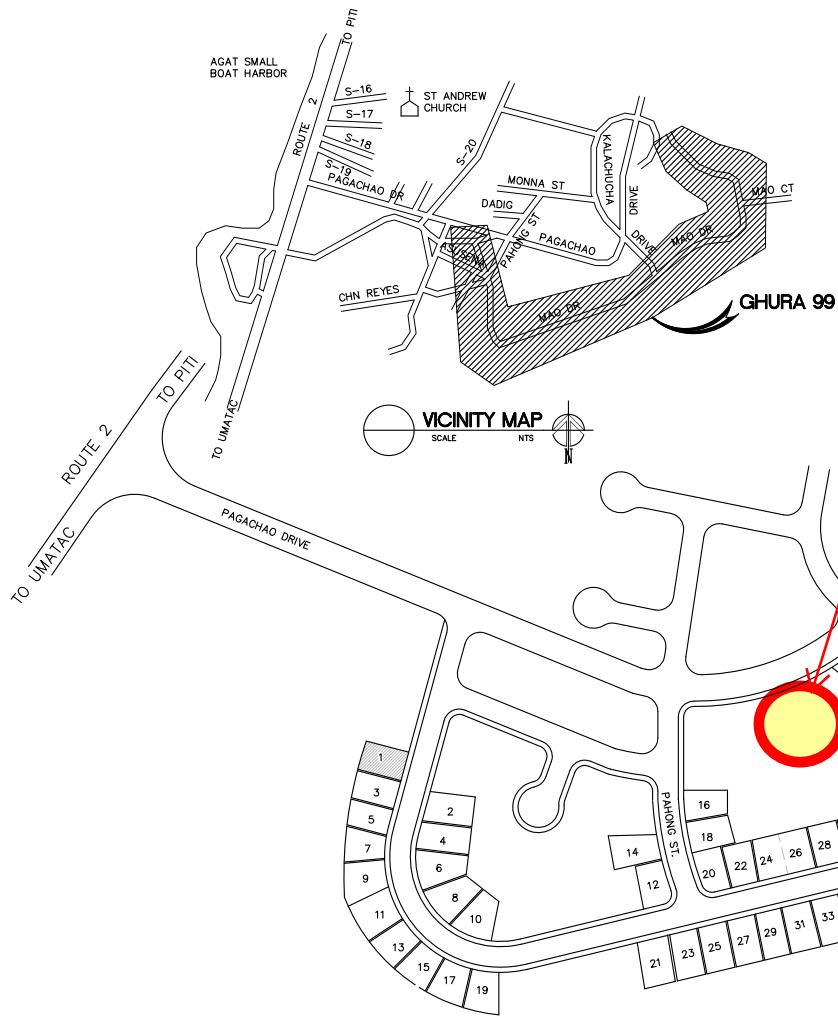 TO PITI
AGAT SMALL
BOAT HARBOR
ROUTE 2
S-16
S-17
S-18
S-19
ST ANDREW
CHURCH
S-20
PAGACHAO DR
MONNA ST
DADIG
PAHONG ST
KALACHUCHA
DRIVE
PAGACHAO
DRIVE
MAO CT
MAO DR
ASUSENA
CHN REYES
MAO DR
GHURA 99
TO UMATAC
VICINITY MAP
SCALE NTS
N
ROUTE 2
TO PITI
TO UMATAC
PAGACHAO DRIVE
PAHONG ST.
1
3
5
7
9
11
13
15
17
19
2
4
6
8
10
14
12
16
18
20
22
24
26
28
21
23
25
27
29
31
33